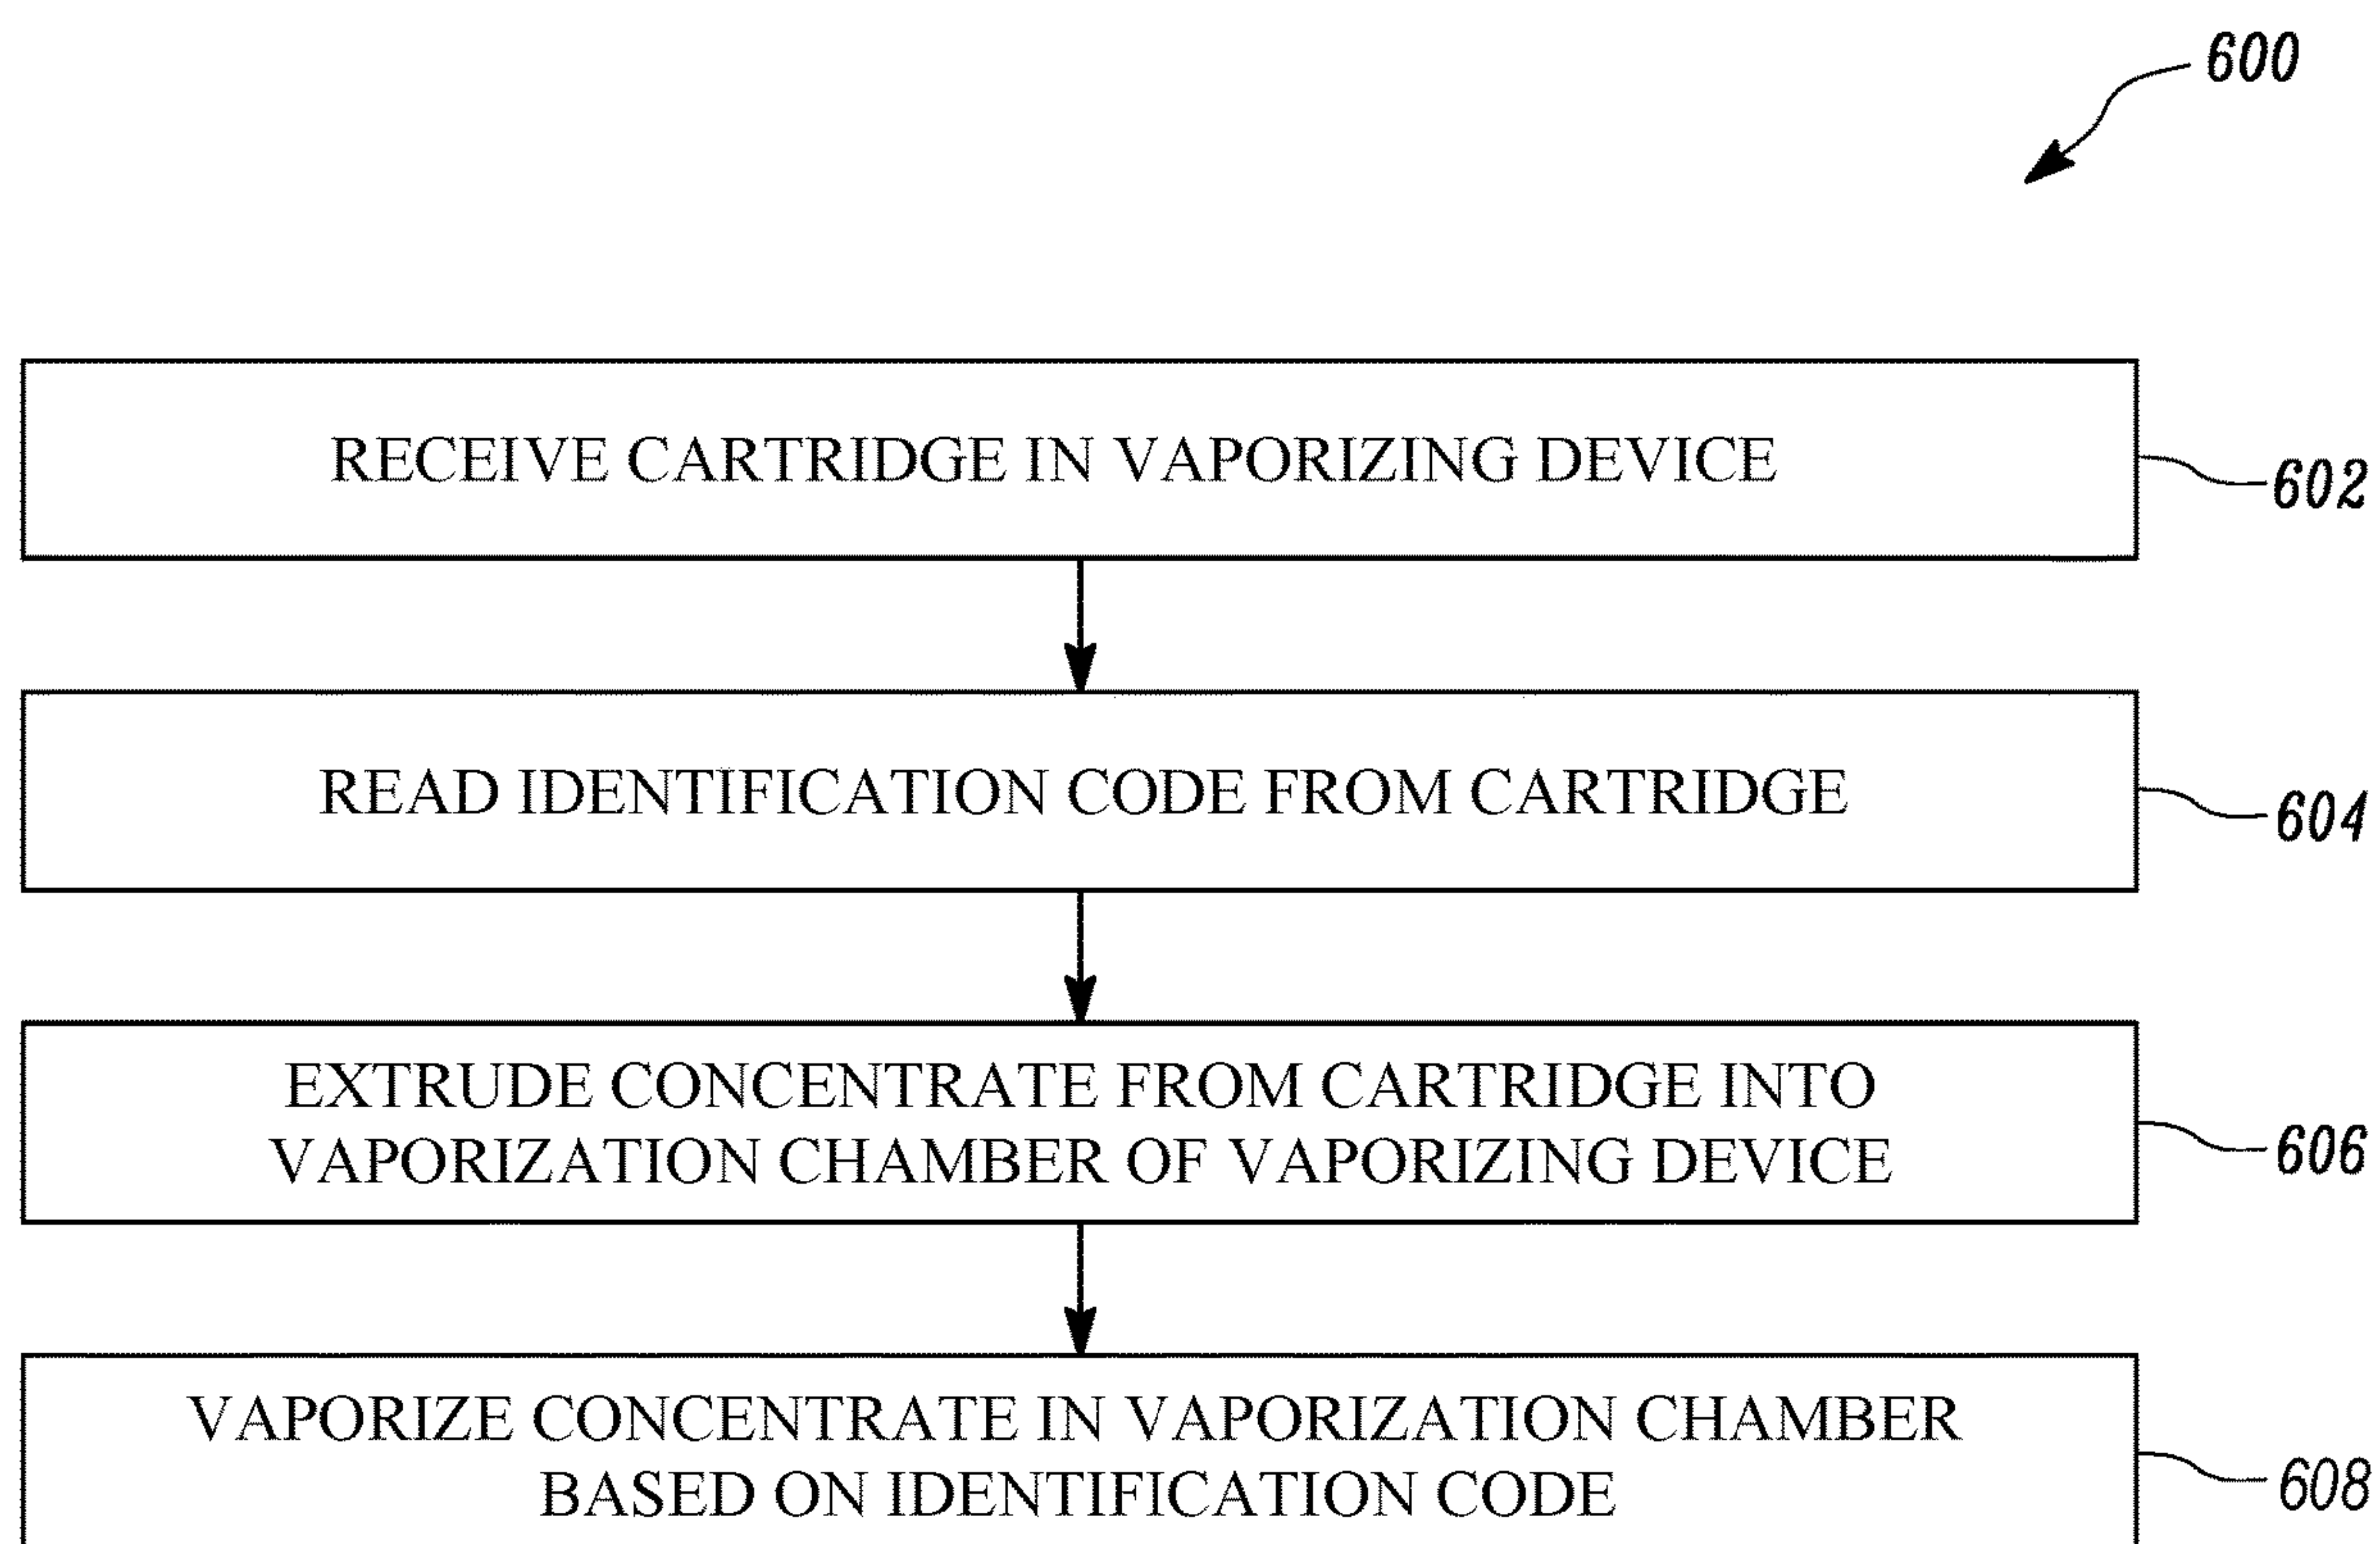 600
RECEIVE CARTRIDGE IN VAPORIZING DEVICE
602
READ IDENTIFICATION CODE FROM CARTRIDGE
604
EXTRUDE CONCENTRATE FROM CARTRIDGE INTO
VAPORIZATION CHAMBER OF VAPORIZING DEVICE
606
VAPORIZE CONCENTRATE IN VAPORIZATION CHAMBER
BASED ON IDENTIFICATION CODE
608